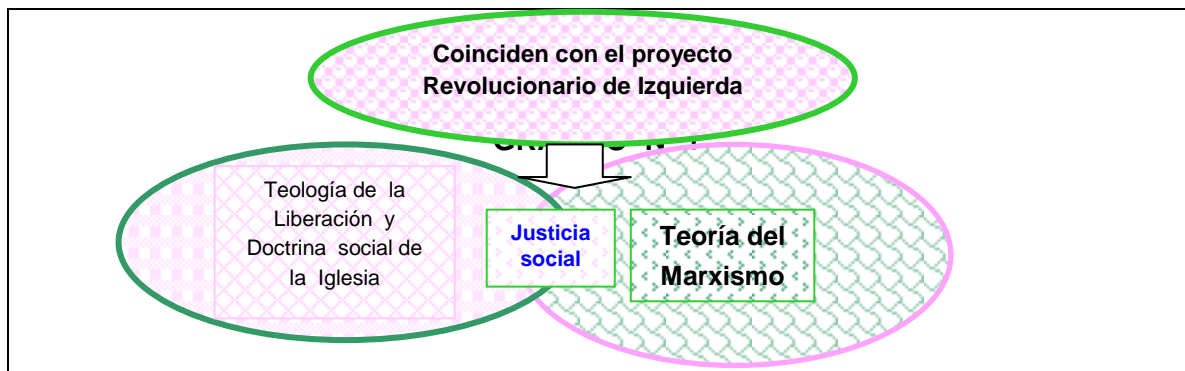 Coinciden con el proyecto
Revolucionario de Izquierda
Teología de la
Liberación y
Doctrina social de
la Iglesia
Justicia
social
Teoría del
Marxismo